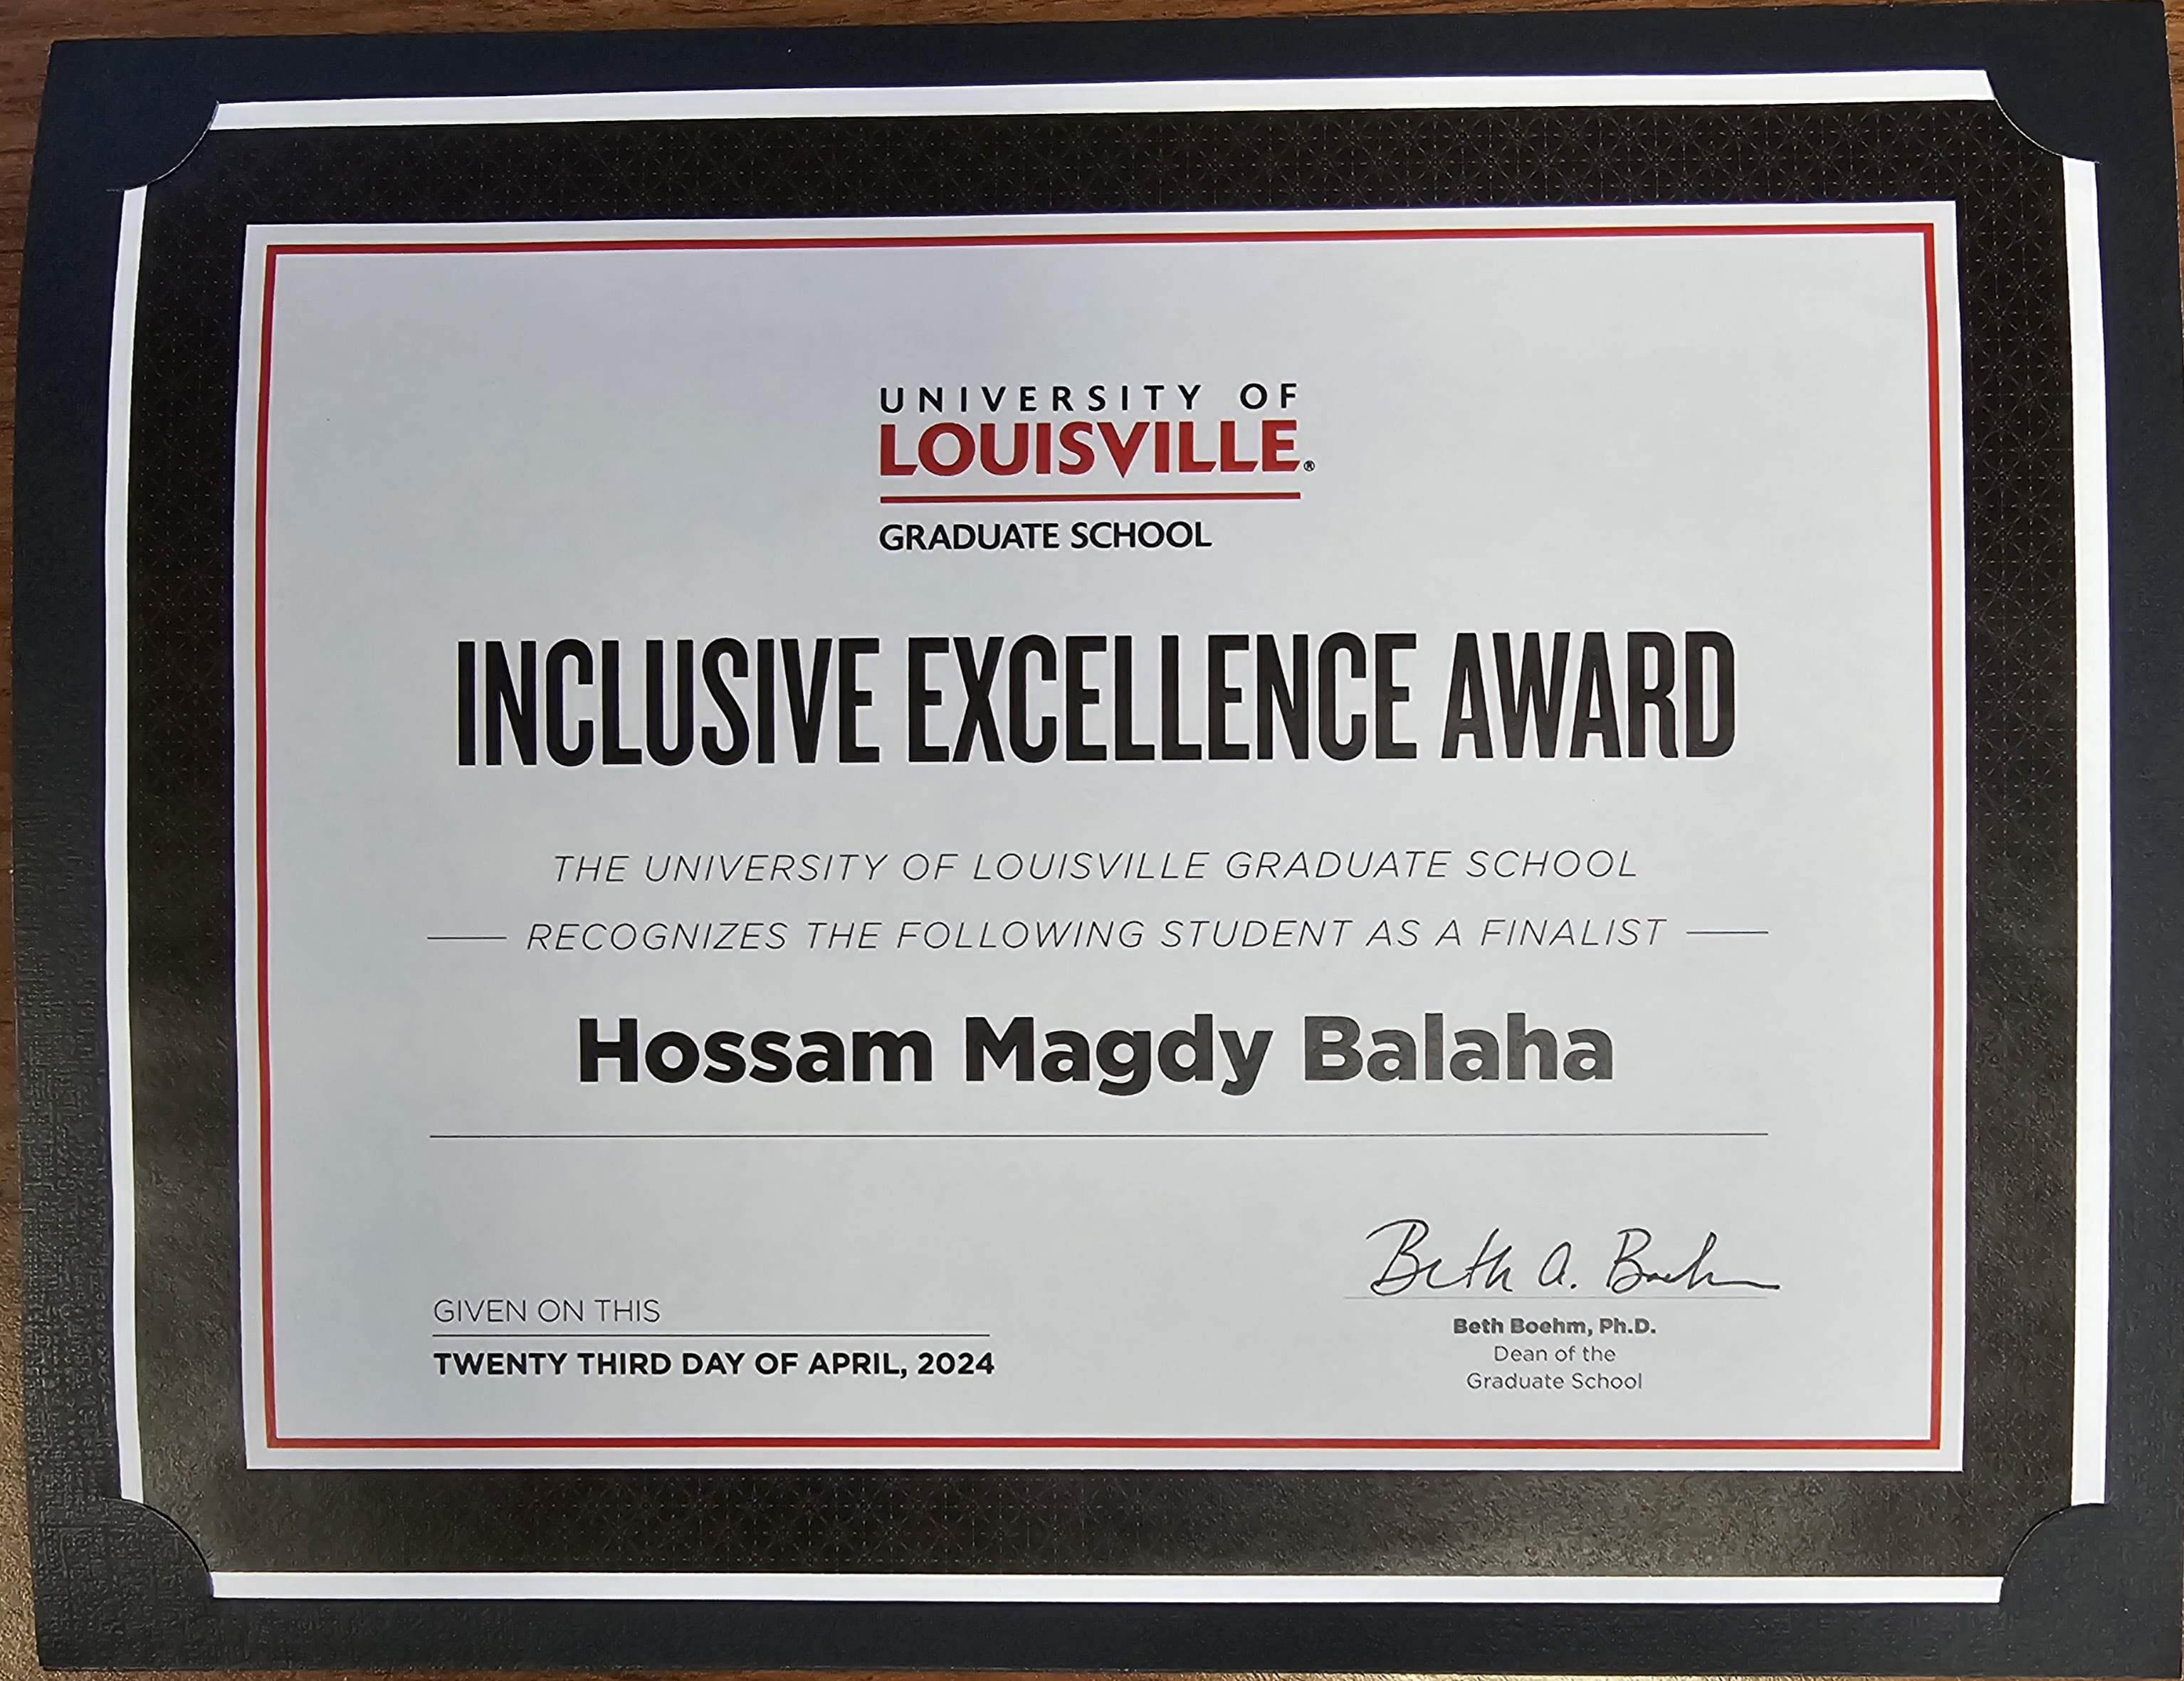 UNIVERSITY OF
LOUISVILLE®
GRADUATE SCHOOL
INCLUSIVE EXCELLENCE AWARD
THE UNIVERSITY OF LOUISVILLE GRADUATE SCHOOL
RECOGNIZES THE FOLLOWING STUDENT AS A FINALIST
Hossam Magdy Balaha
GIVEN ON THIS
TWENTY THIRD DAY OF APRIL, 2024
Beth A. Boehm
Beth Boehm, Ph.D.
Dean of the
Graduate School